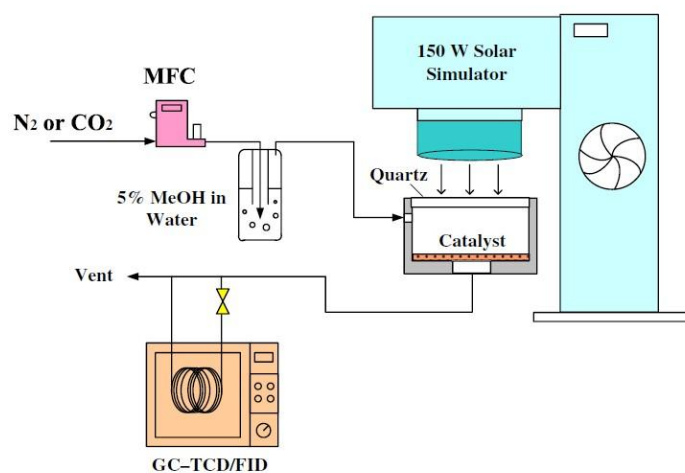 150 W Solar
Simulator
MFC
N₂ or CO₂
Quartz
5% MeOH in
Water
Catalyst
Vent
GC–TCD/FID